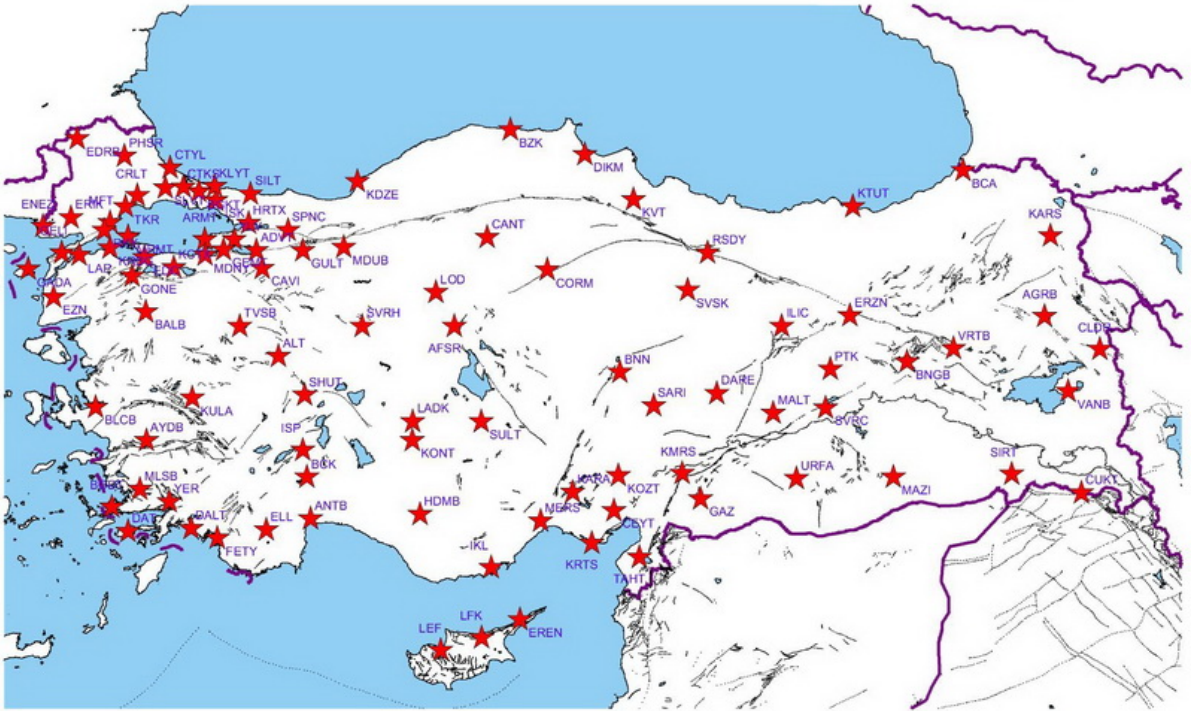 BZK
EDRB
PHSR
CTYL
DIKM
CRLT
CTKS
KLYT
SILT
KDZE
BCA
KTUT
KVT
ENEZ
ERIK
MFT
TKR
ARMT
HRTX
SPNC
KARS
CANT
ADVT
RSDY
LAP
MDNY
GULT
MDUB
CAVI
GONE
CORM
LOD
SVSK
EZN
BALB
TVSB
SVRH
AFSR
ILIC
ERZN
AGRB
VRTB
CLDR
ALT
BNN
PTK
BNGB
SHUT
DARE
SARI
KULA
VANB
BLCB
LADK
SULT
MALT
SVRC
AYDB
ISP
KONT
BCK
KMRS
URFA
SIRT
MLSB
YER
KARA
KOZT
MAZI
CUKT
DAT
DALT
ANTB
HDMB
MERS
CEYT
GAZ
ELL
FETY
IKL
KRTS
TAHT
LFK
LEF
EREN